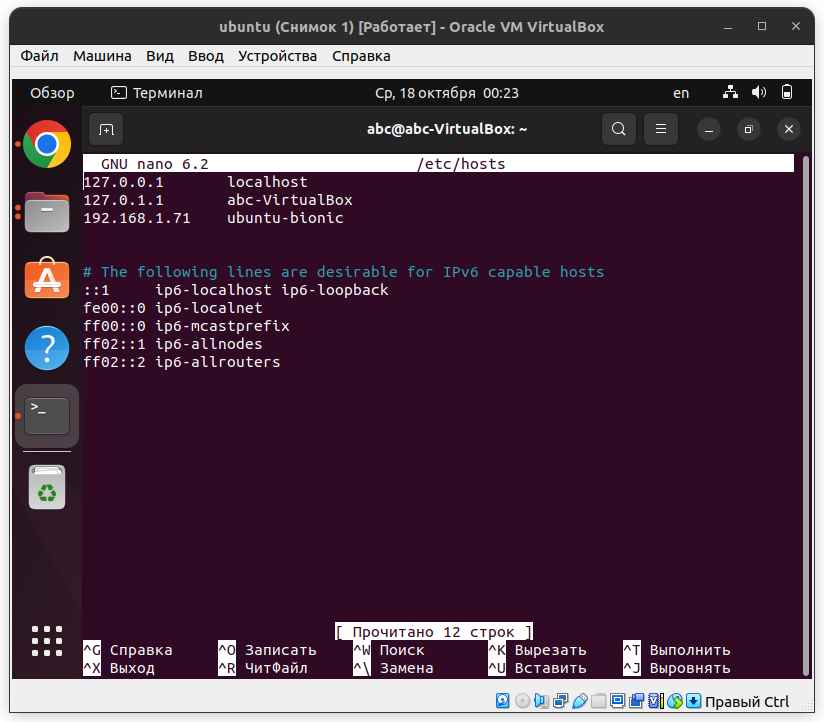 ubuntu (Снимок 1) [Работает] - Oracle VM VirtualBox
Файл Машина Вид Ввод Устройства Справка
Обзор Терминал Ср, 18 октября 00:23 en
abc@abc-VirtualBox: ~
GNU nano 6.2 /etc/hosts
127.0.0.1 localhost
127.0.1.1 abc-VirtualBox
192.168.1.71 ubuntu-bionic
# The following lines are desirable for IPv6 capable hosts
::1 ip6-localhost ip6-loopback
fe00::0 ip6-localnet
ff00::0 ip6-mcastprefix
ff02::1 ip6-allnodes
ff02::2 ip6-allrouters
[ Прочитано 12 строк ]
^G Справка ^O Записать ^W Поиск ^K Вырезать ^T Выполнить
^X Выход ^R ЧитФайл ^\ Замена ^U Вставить ^J Выровнять
Правый Ctrl